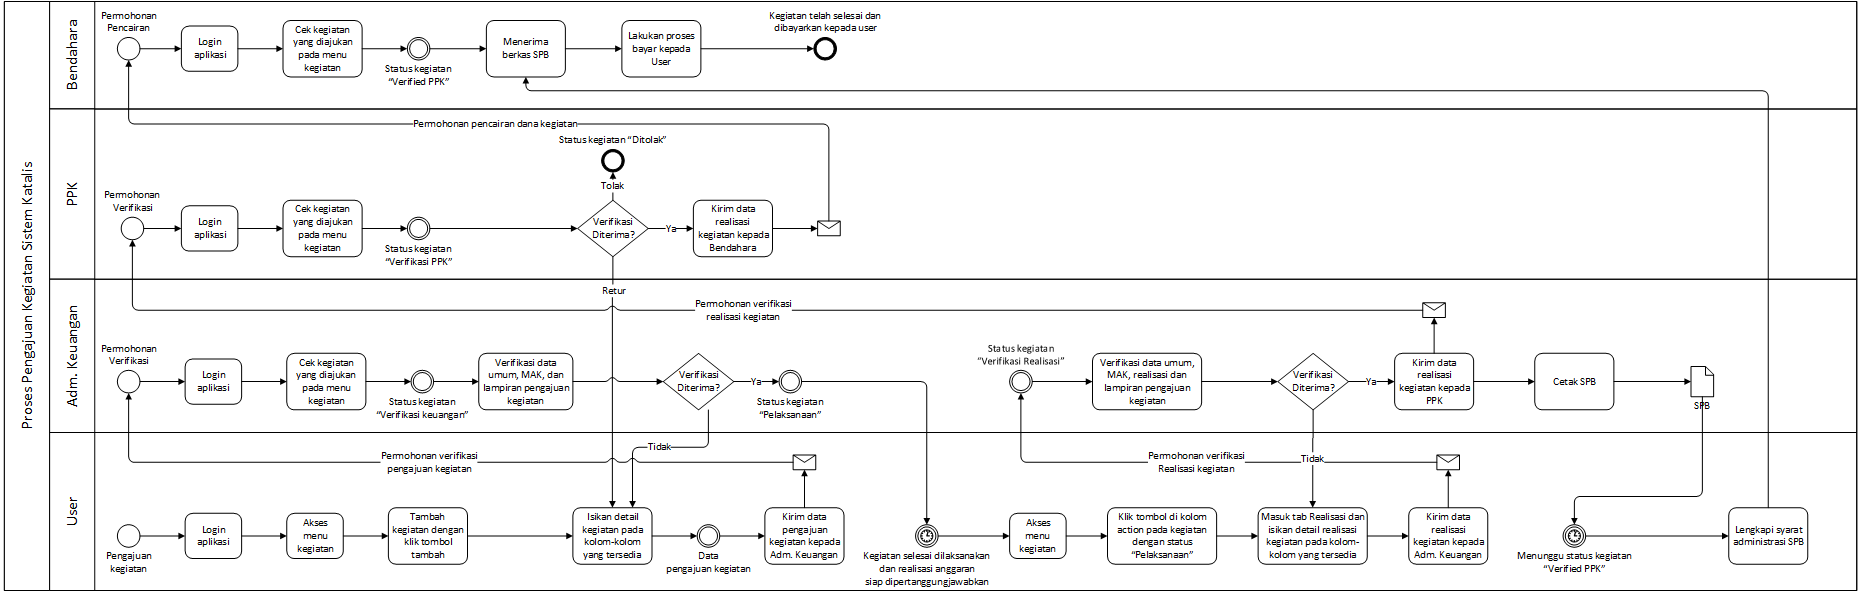 Proses Pengajuan Kegiatan Sistem Katalis
Bendahara
Permohonan
Pencairan
Login
aplikasi
Cek kegiatan
yang diajukan
pada menu
kegiatan
Status kegiatan
“Verified PPK”
Menerima
berkas SPB
Lakukan proses
bayar kepada
User
Kegiatan telah selesai dan
dibayarkan kepada user
PPK
Permohonan pencairan dana kegiatan
Status kegiatan “Ditolak”
Tolak
Permohonan
Verifikasi
Login
aplikasi
Cek kegiatan
yang diajukan
pada menu
kegiatan
Status kegiatan
“Verifikasi PPK”
Verifikasi
Diterima?
Ya
Kirim data
realisasi
kegiatan kepada
Bendahara
Retur
Adm. Keuangan
Permohonan verifikasi
realisasi kegiatan
Permohonan
Verifikasi
Login
aplikasi
Cek kegiatan
yang diajukan
pada menu
kegiatan
Status kegiatan
“Verifikasi keuangan”
Verifikasi data
umum, MAK, dan
lampiran pengajuan
kegiatan
Verifikasi
Diterima?
Ya
Status kegiatan
“Pelaksanaan”
Status kegiatan
“Verifikasi Realisasi”
Verifikasi data umum,
MAK, realisasi dan
lampiran pengajuan
kegiatan
Verifikasi
Diterima?
Ya
Kirim data
realisasi
kegiatan kepada
PPK
Cetak SPB
SPB
User
Permohonan verifikasi
pengajuan kegiatan
Tidak
Permohonan verifikasi
Realisasi kegiatan
Tidak
Pengajuan
kegiatan
Login
aplikasi
Akses
menu
kegiatan
Tambah
kegiatan dengan
klik tombol
tambah
Isikan detail
kegiatan pada
kolom-kolom
yang tersedia
Data
pengajuan kegiatan
Kirim data
pengajuan
kegiatan kepada
Adm. Keuangan
Kegiatan selesai dilaksanakan
dan realisasi anggaran
siap dipertanggungjawabkan
Akses
menu
kegiatan
Klik tombol di kolom
action pada kegiatan
dengan status
“Pelaksanaan”
Masuk tab Realisasi dan
isikan detail realisasi
kegiatan pada kolom-
kolom yang tersedia
Kirim data
realisasi
kegiatan kepada
Adm. Keuangan
Menunggu status kegiatan
“Verified PPK”
Lengkapi syarat
administrasi SPB